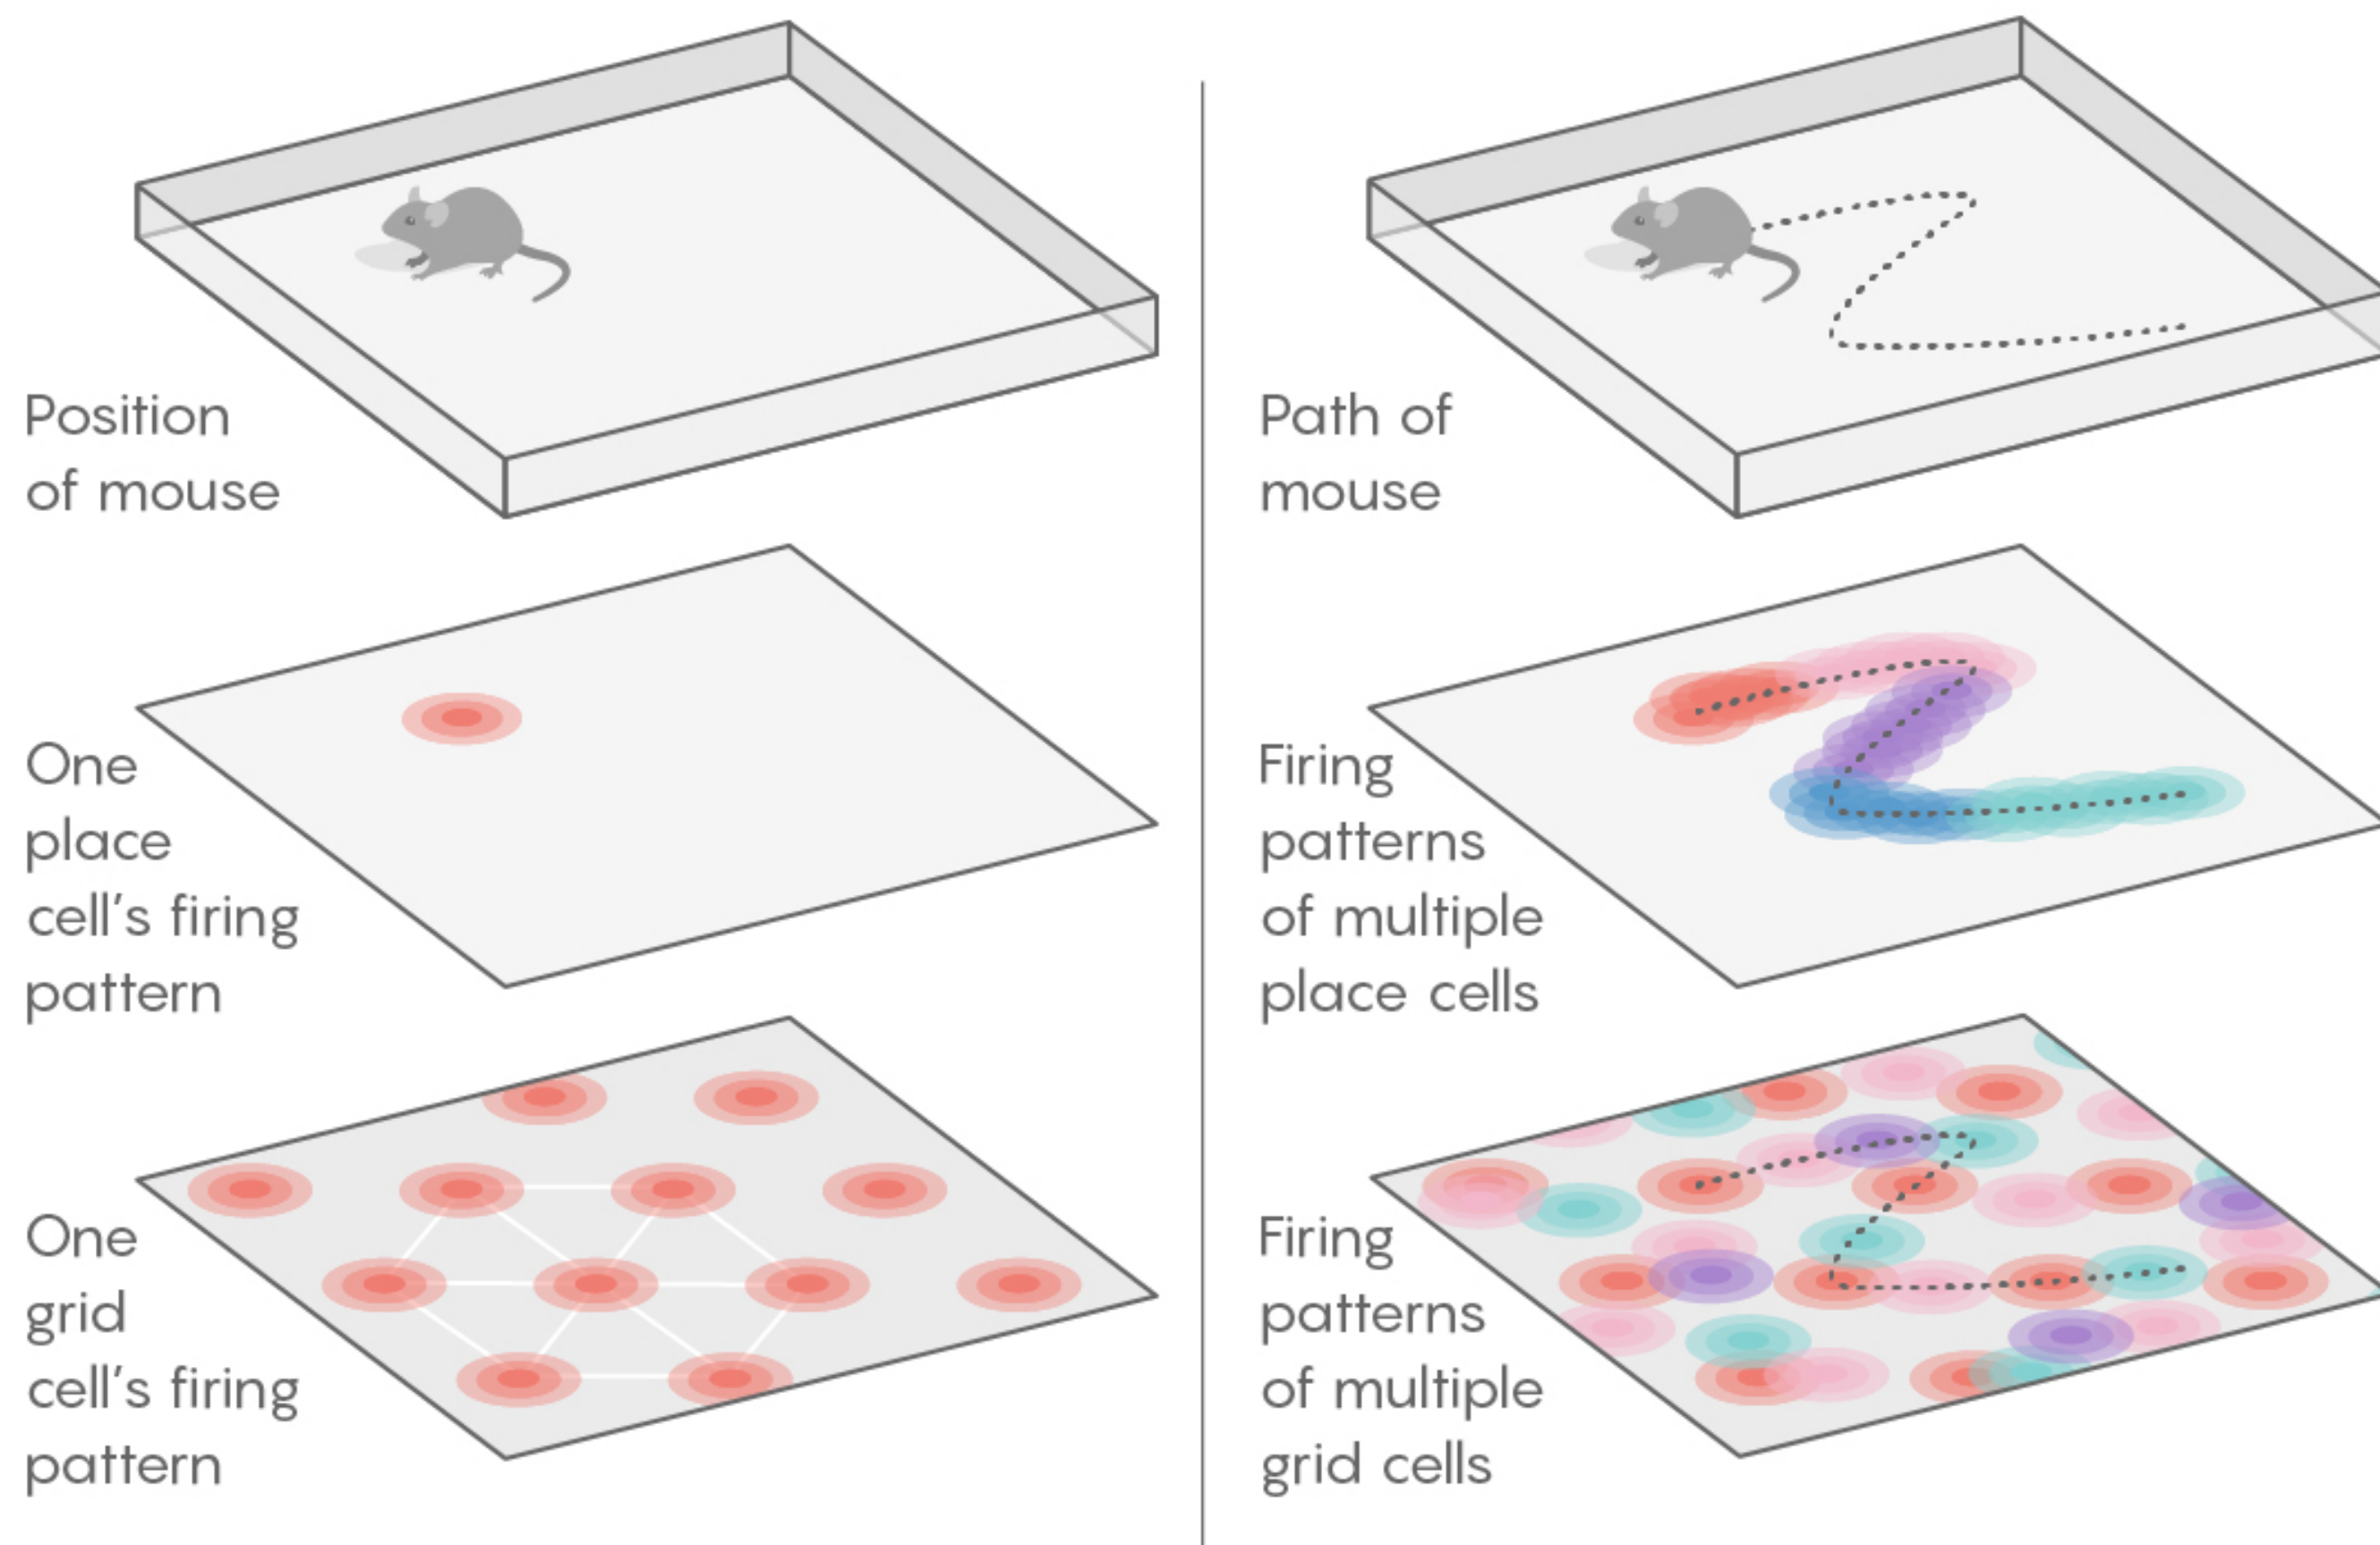 Position
of mouse
One
place
cell’s firing
pattern
One
grid
cell’s firing
pattern
Path of
mouse
Firing
patterns
of multiple
place cells
Firing
patterns
of multiple
grid cells